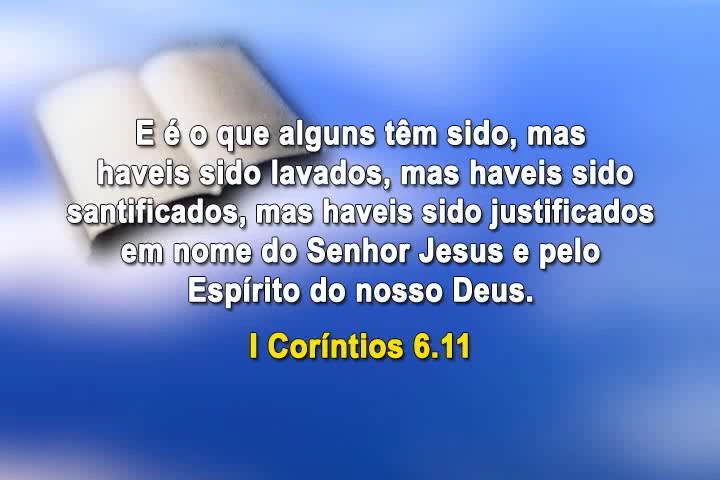 E é o que alguns têm sido, mas
haveis sido lavados, mas haveis sido
santificados, mas haveis sido justificados
em nome do Senhor Jesus e pelo
Espírito do nosso Deus.
I Coríntios 6.11